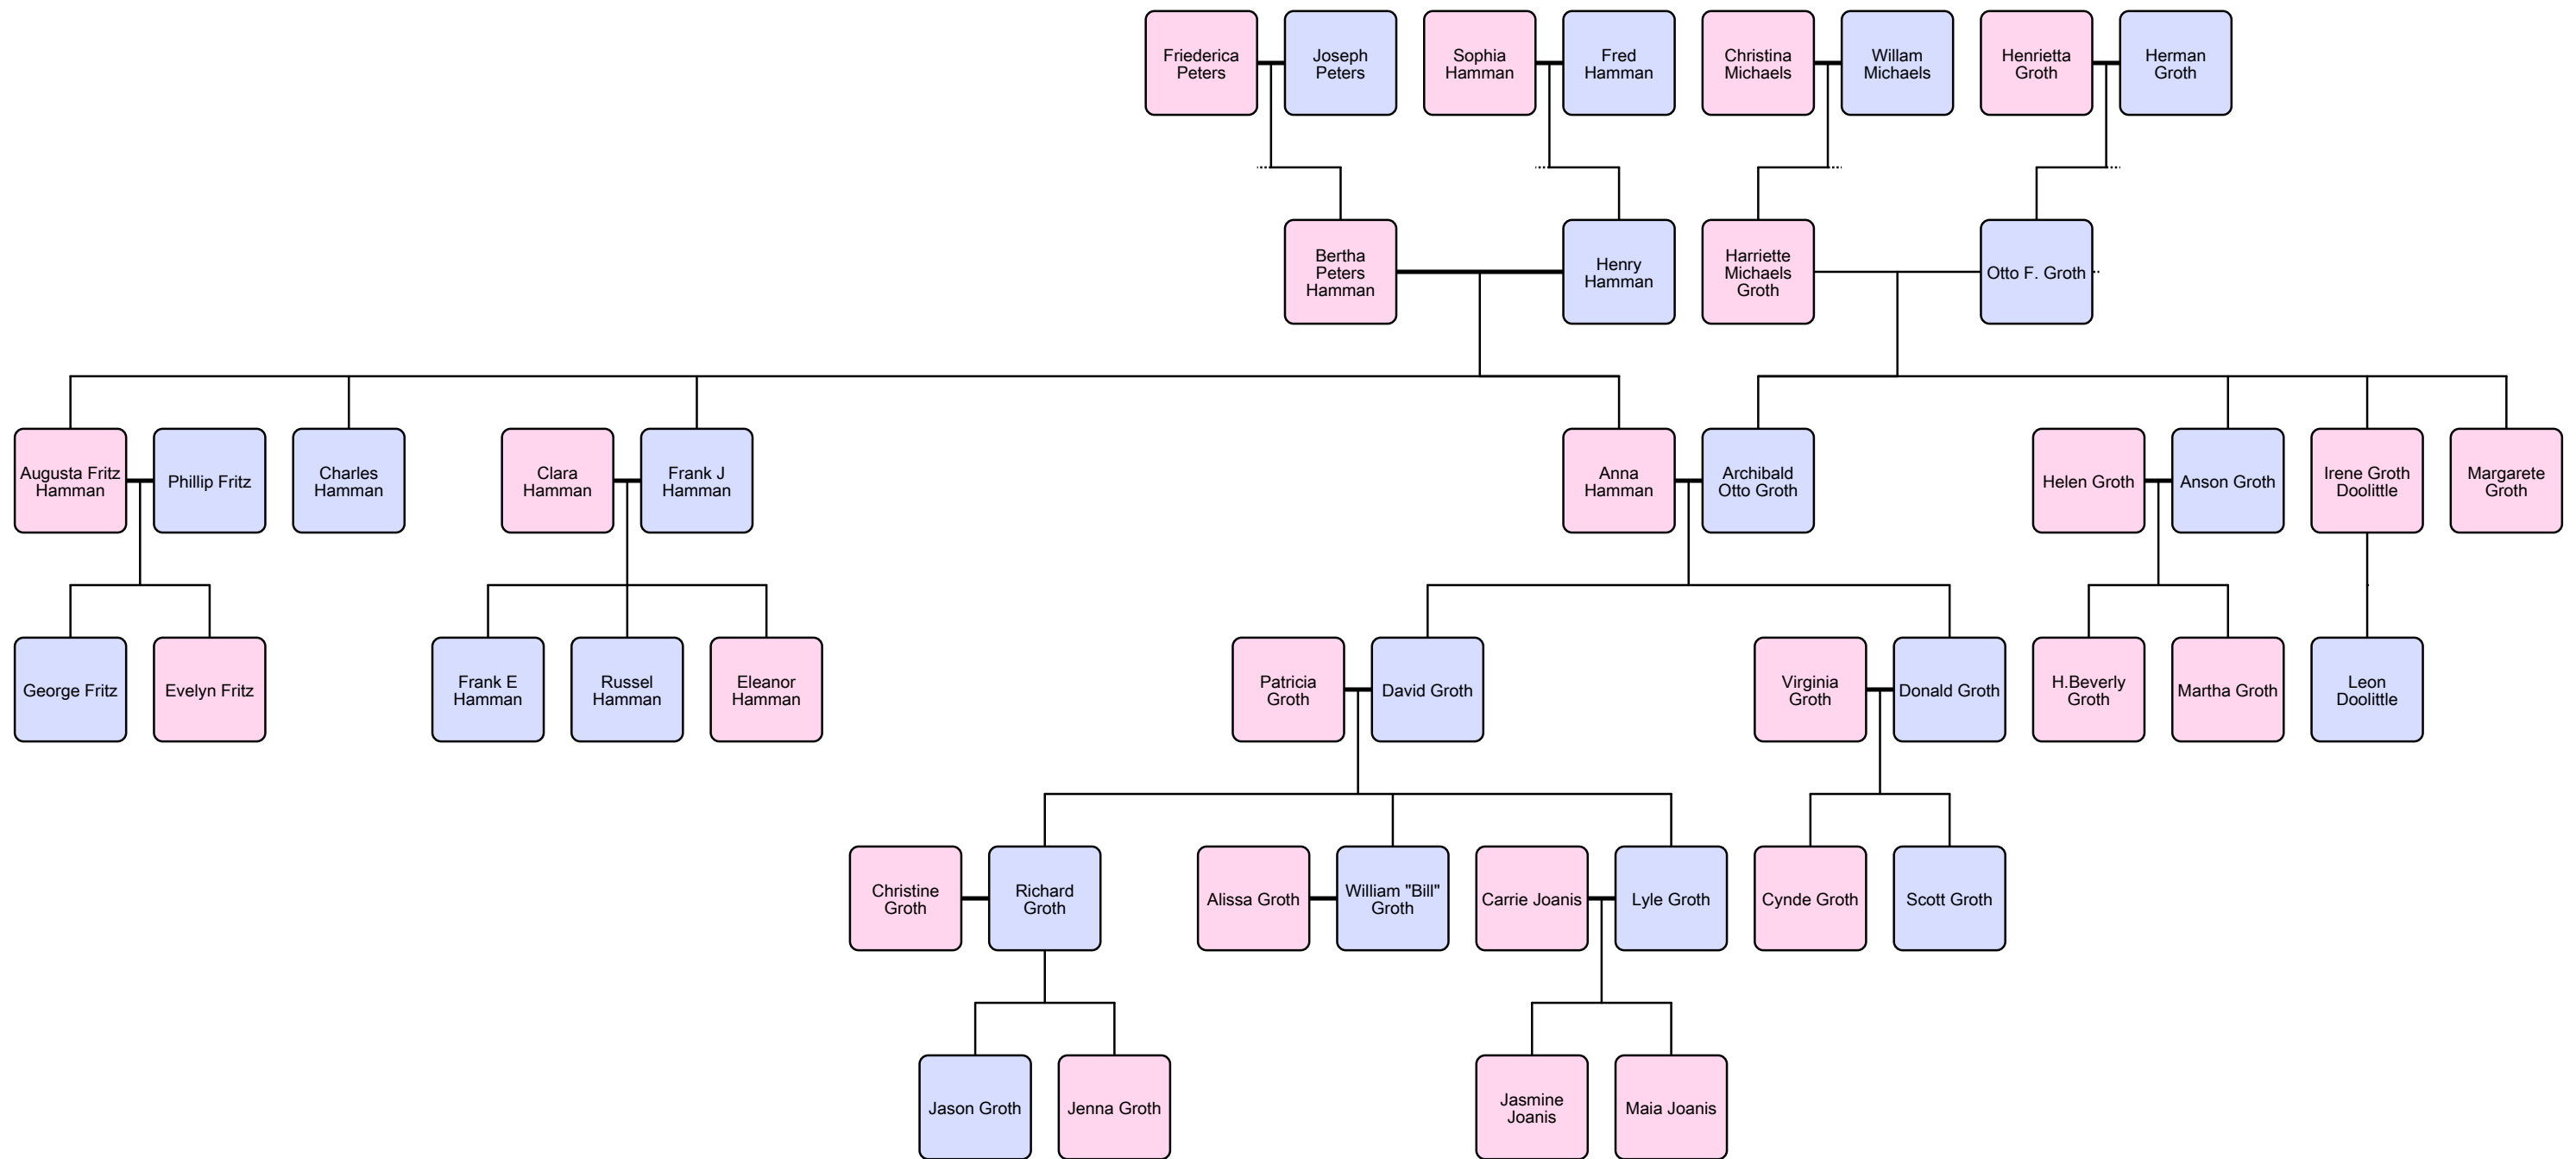 Friederica
Peters
Joseph
Peters
Sophia
Hamman
Fred
Hamman
Christina
Michaels
Willam
Michaels
Henrietta
Groth
Herman
Groth
Bertha
Peters
Hamman
Henry
Hamman
Harriette
Michaels
Groth
Otto F. Groth
Augusta Fritz
Hamman
Phillip Fritz
Charles
Hamman
Clara
Hamman
Frank J
Hamman
Anna
Hamman
Archibald
Otto Groth
Helen Groth
Anson Groth
Irene Groth
Doolittle
Margarete
Groth
George Fritz
Evelyn Fritz
Frank E
Hamman
Russel
Hamman
Eleanor
Hamman
Patricia
Groth
David Groth
Virginia
Groth
Donald Groth
H.Beverly
Groth
Martha Groth
Leon
Doolittle
Christine
Groth
Richard
Groth
Alissa Groth
William "Bill"
Groth
Carrie Joanis
Lyle Groth
Cynde Groth
Scott Groth
Jason Groth
Jenna Groth
Jasmine
Joanis
Maia Joanis